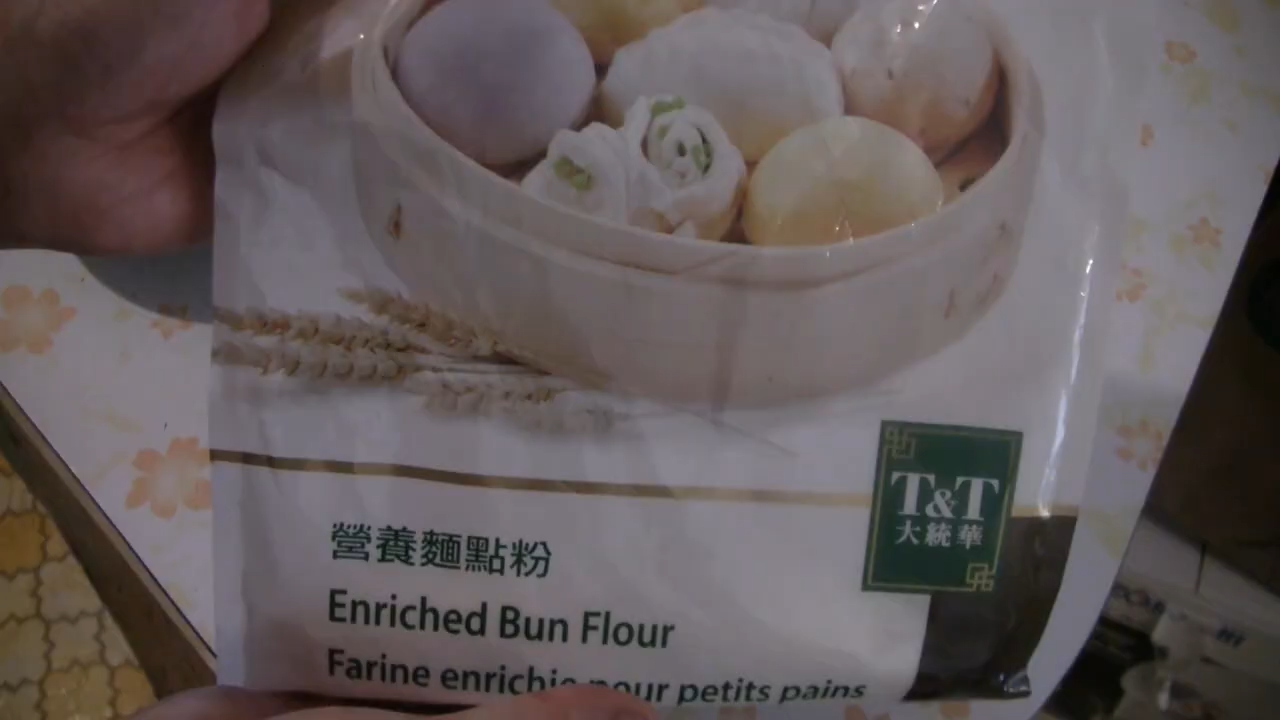 T&T
大統華
營養麵點粉
Enriched Bun Flour
Farine enrichie pour petits pains